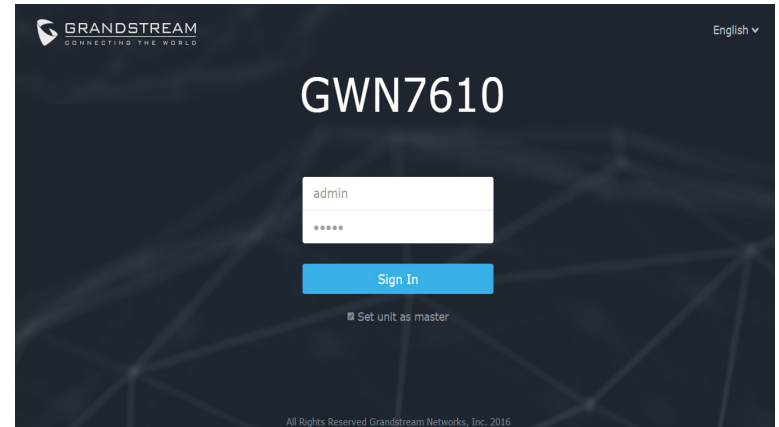 GRANDSTREAM
CONNECTING THE WORLD
English
GWN7610
admin
•••••
Sign In
Set unit as master
All Rights Reserved Grandstream Networks, Inc. 2016